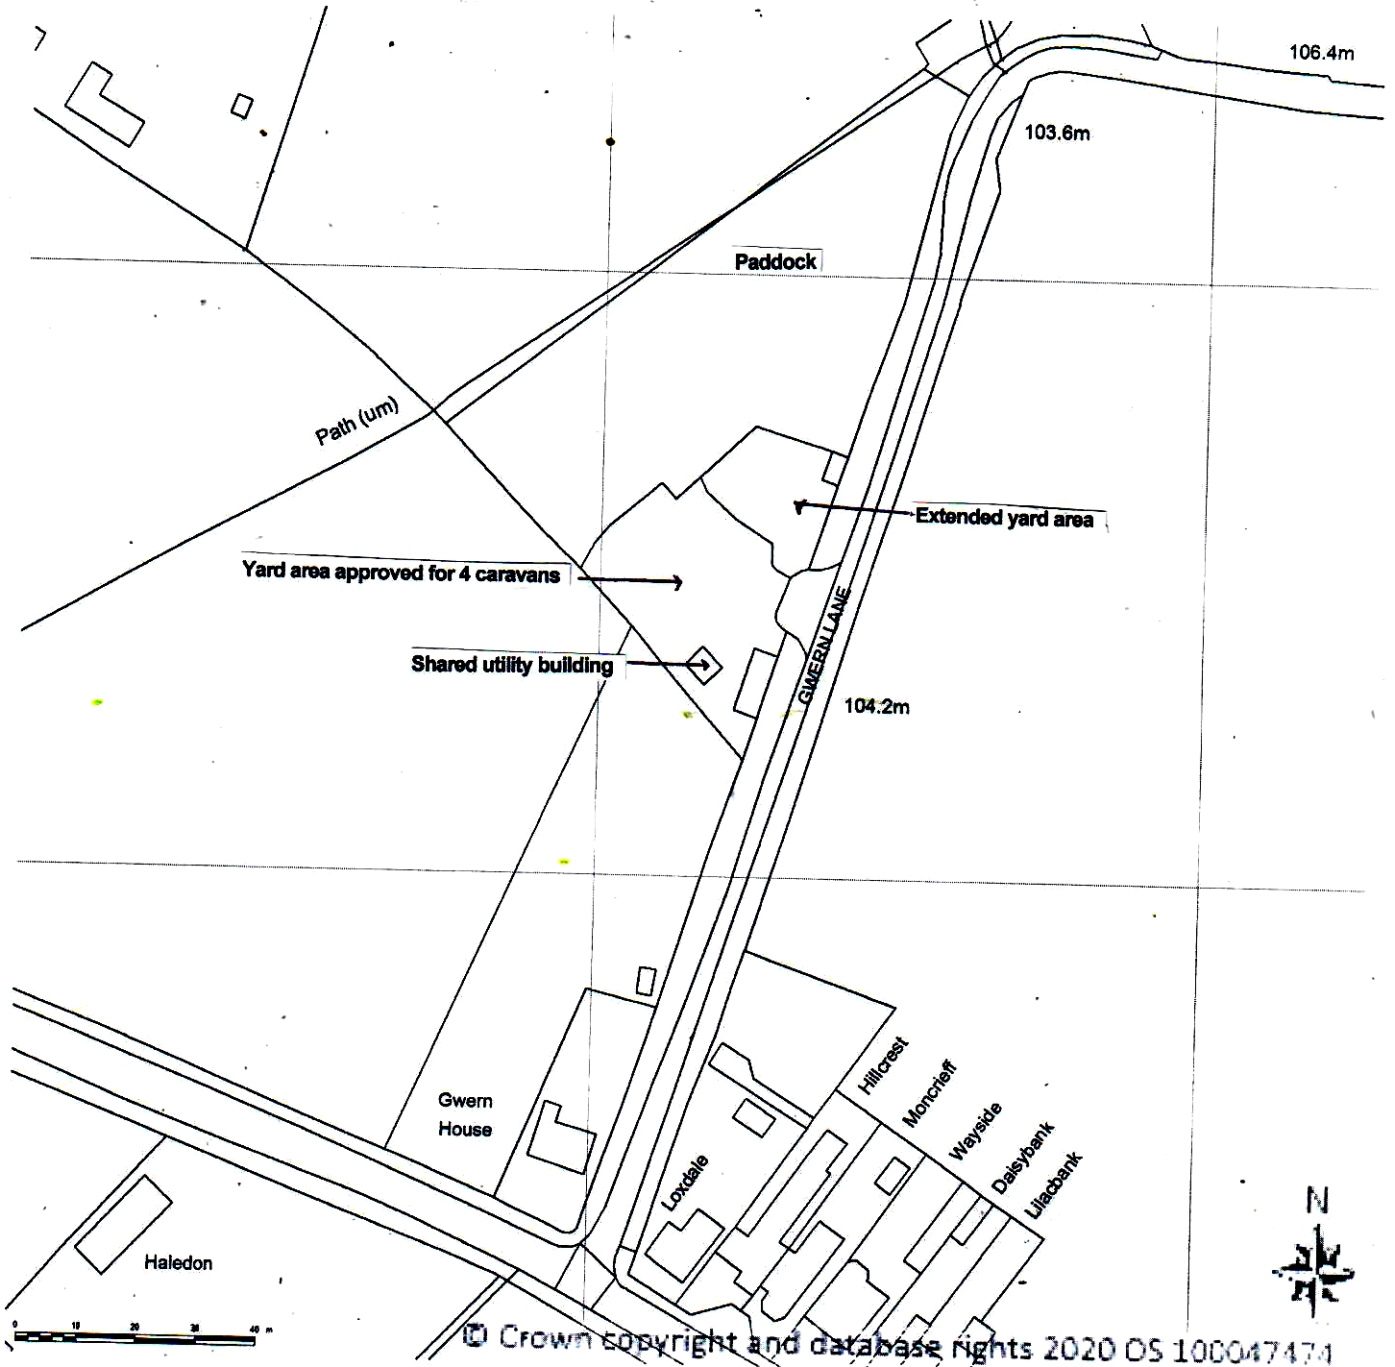 106.4m
103.6m
Paddock
Path (um)
Extended yard area
Yard area approved for 4 caravans
GWERN LANE
Shared utility building
104.2m
Hillcrest
Moncrieff
Wayside
Daisybank
Lilacbank
Gwern
House
Loxdale
N
Haledon
0 10 20 30 40 m
© Crown copyright and database rights 2020 OS 100047474